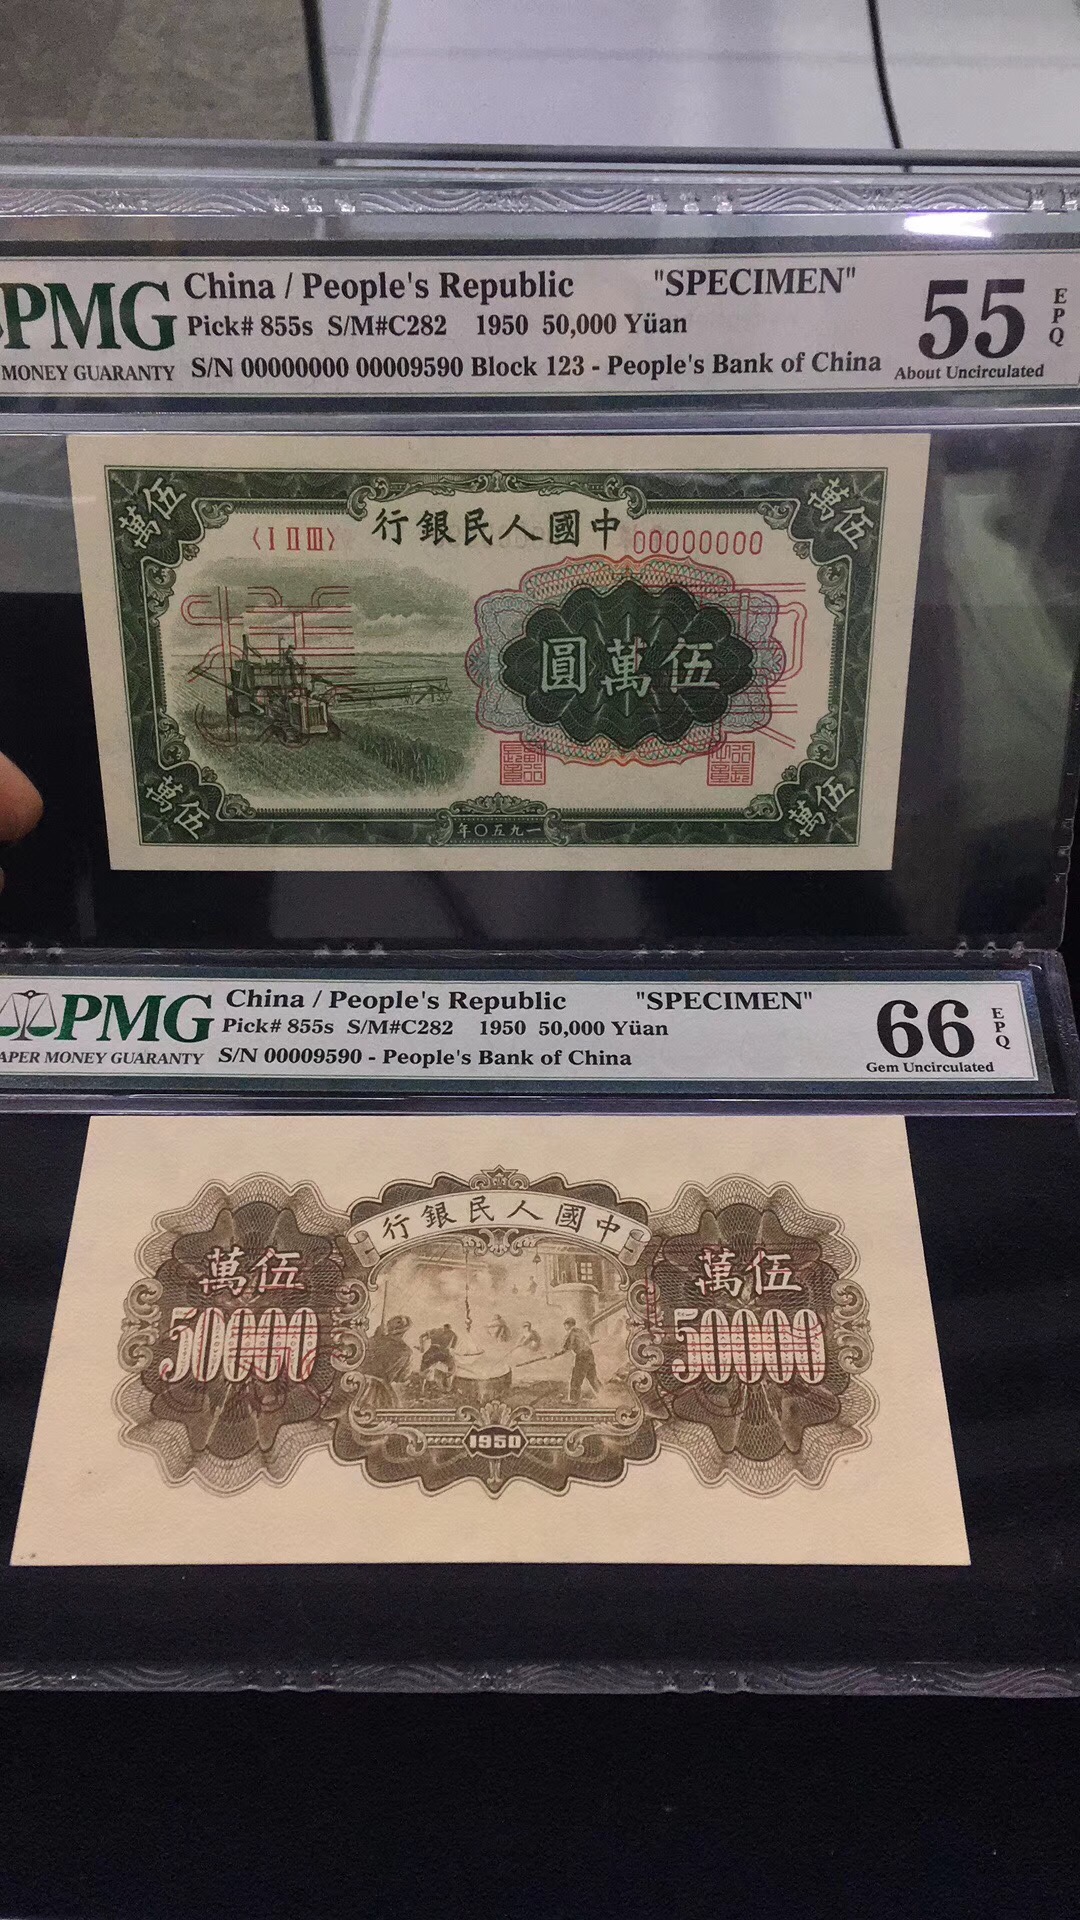 PMG
MONEY GUARANTY
China / People's Republic "SPECIMEN"
Pick# 855s S/M#C282 1950 50,000 Yüan
S/N 00000000 00009590 Block 123 - People's Bank of China
55 EPQ
About Uncirculated
伍萬
伍萬
〈I II III〉
中國人民銀行
00000000
伍萬圓
伍萬
伍萬
一九五〇年
PMG
APER MONEY GUARANTY
China / People's Republic "SPECIMEN"
Pick# 855s S/M#C282 1950 50,000 Yüan
S/N 00009590 - People's Bank of China
66 EPQ
Gem Uncirculated
中國人民銀行
伍萬
伍萬
50000
50000
1950